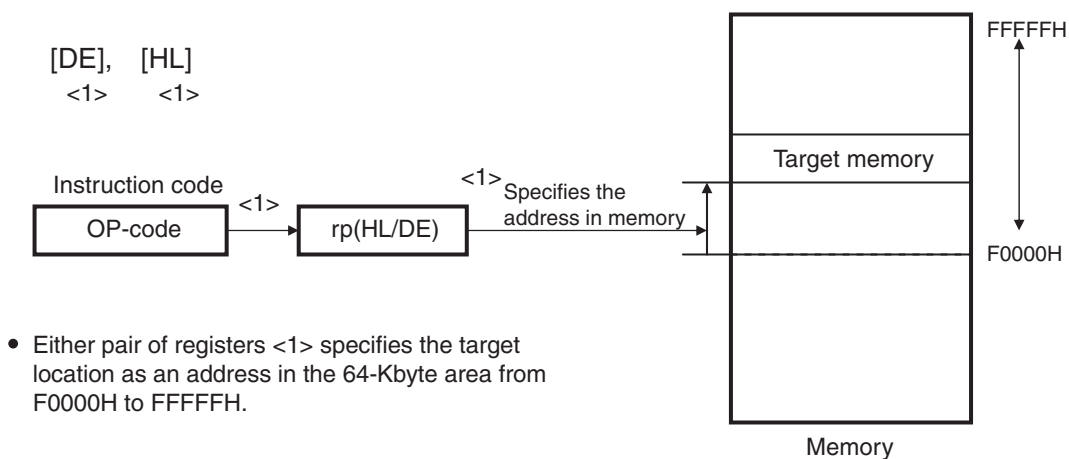 FFFFFH
[DE], [HL]
<1> <1>
Target memory
Instruction code
<1>
<1>
Specifies the
address in memory
OP-code
rp(HL/DE)
F0000H
• Either pair of registers <1> specifies the target
location as an address in the 64-Kbyte area from
F0000H to FFFFFH.
Memory